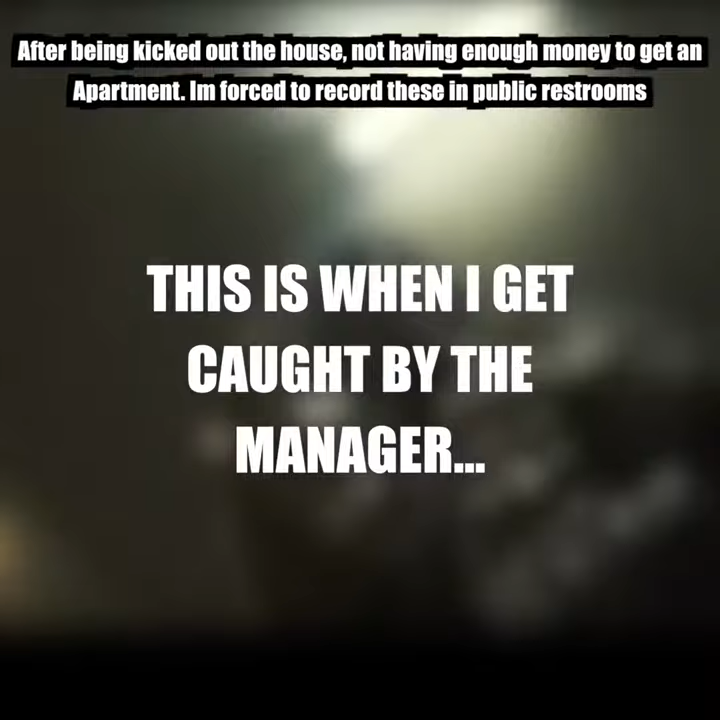 After being kicked out the house, not having enough money to get an
Apartment. Im forced to record these in public restrooms
THIS IS WHEN I GET
CAUGHT BY THE
MANAGER...